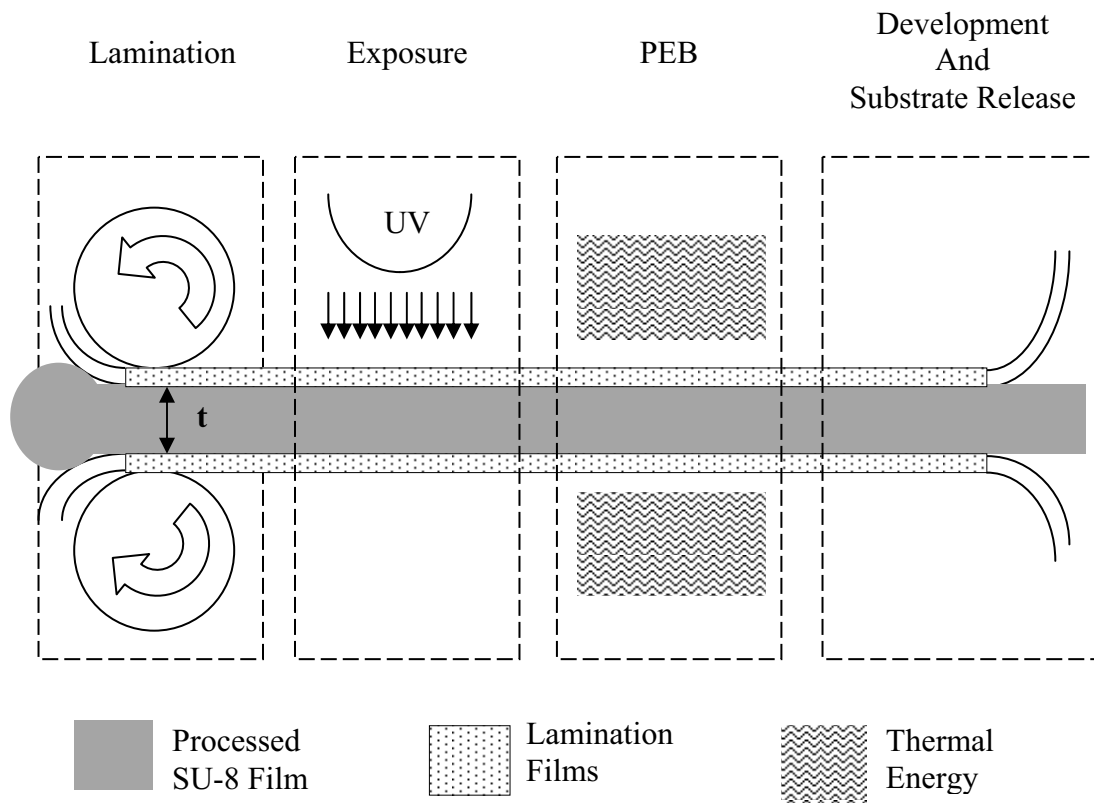 Lamination
Exposure
PEB
Development
And
Substrate Release
UV
t
Processed
SU-8 Film
Lamination
Films
Thermal
Energy